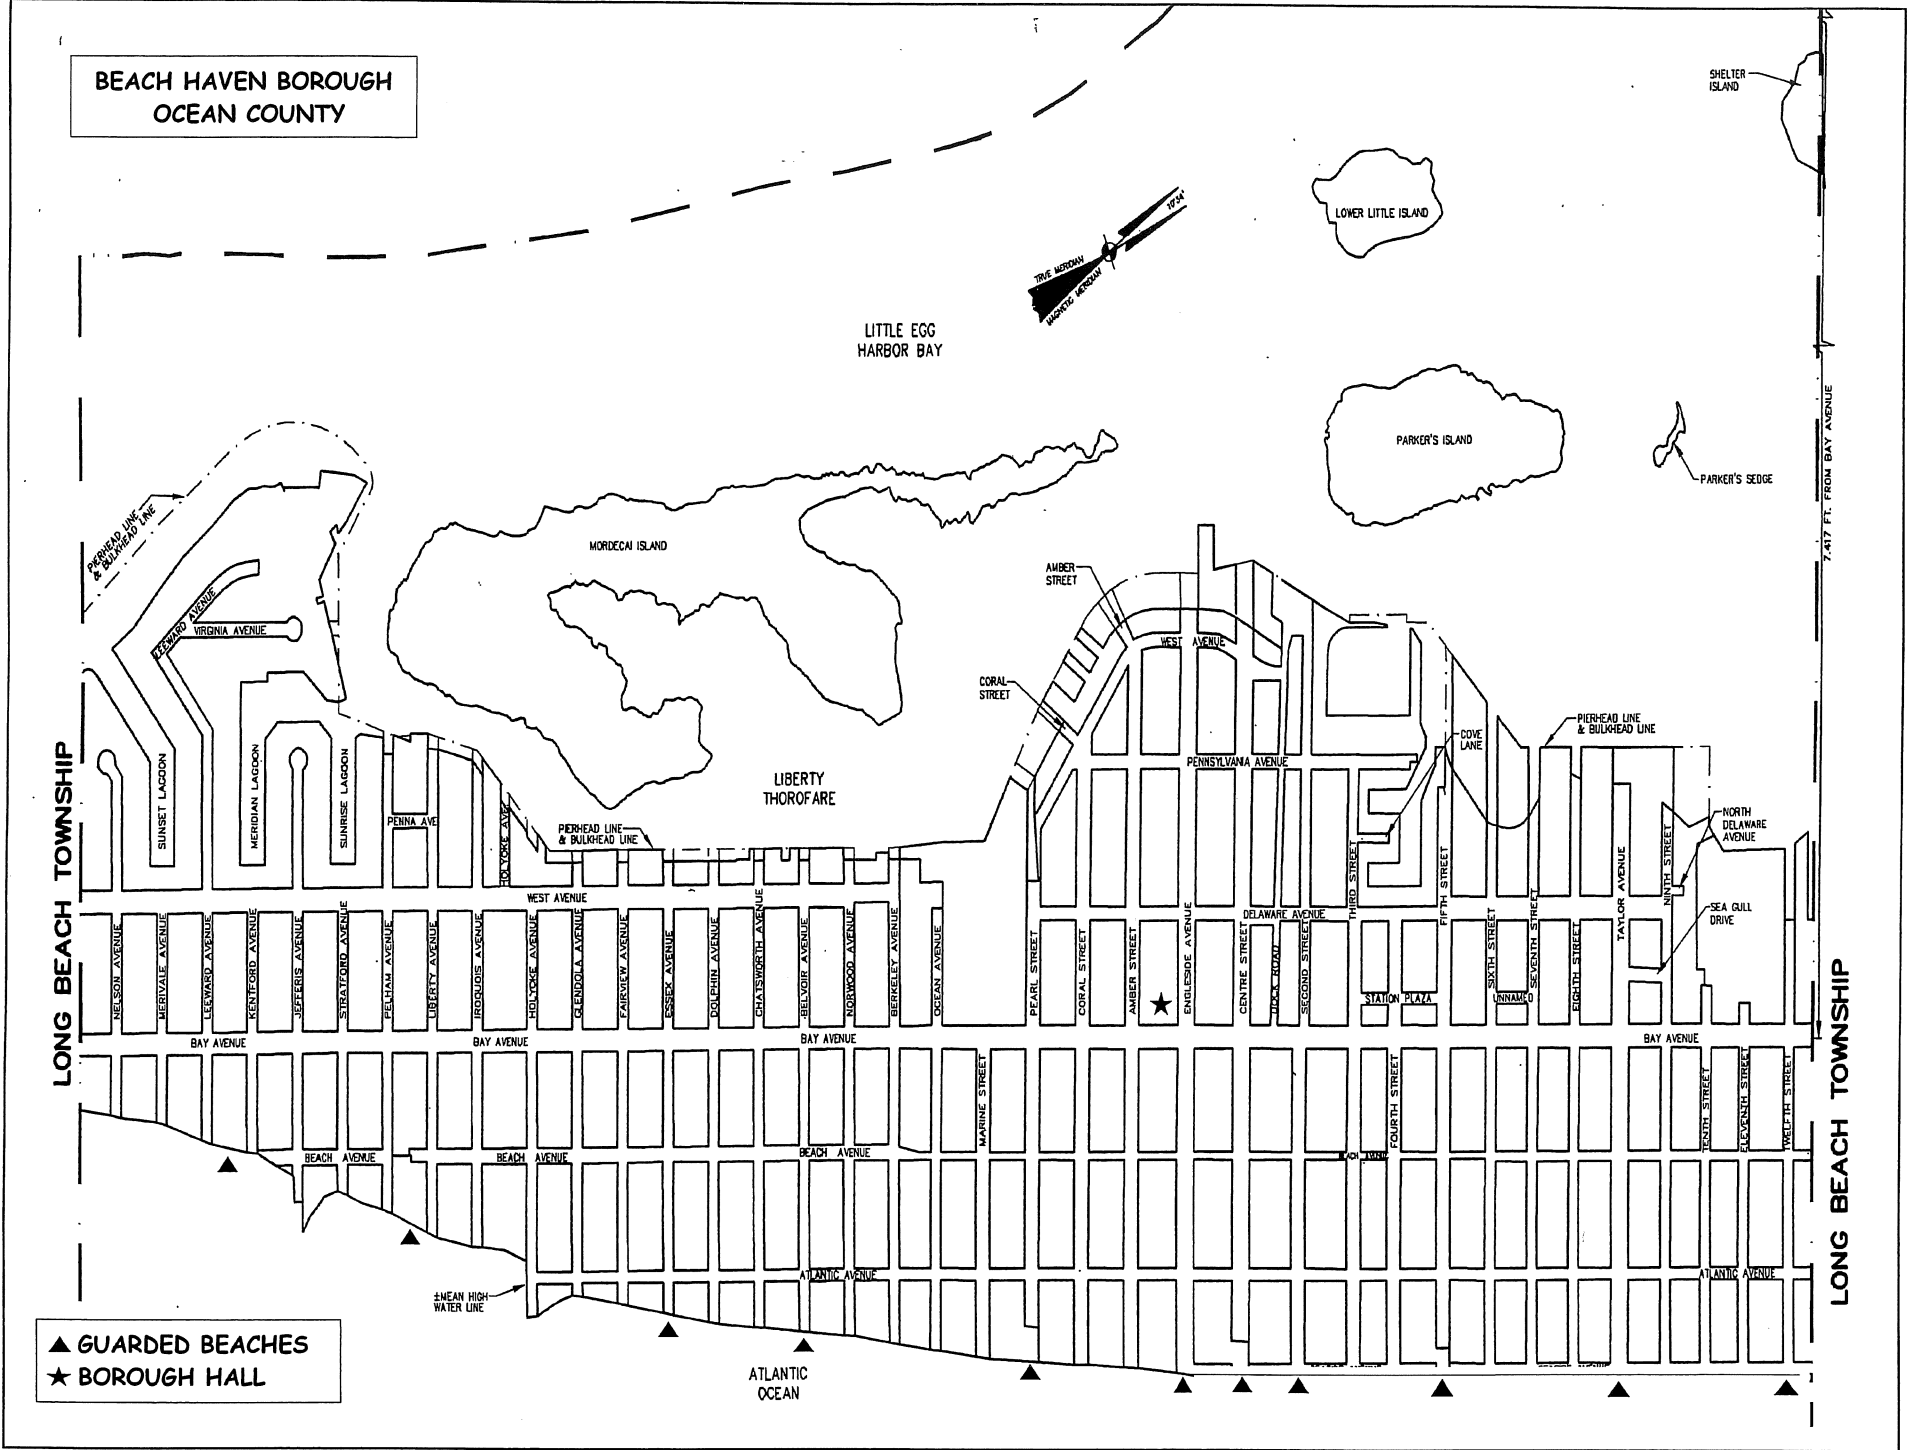 BEACH HAVEN BOROUGH
OCEAN COUNTY
SHELTER
ISLAND
LOWER LITTLE ISLAND
10°54'
TRUE MERIDIAN
MAGNETIC MERIDIAN
LITTLE EGG
HARBOR BAY
7,417 FT. FROM BAY AVENUE
PARKER'S ISLAND
PARKER'S SEDGE
PIERHEAD LINE
& BULKHEAD LINE
MORDECAI ISLAND
AMBER
STREET
LEEWARD AVENUE
VIRGINIA AVENUE
WEST AVENUE
CORAL
STREET
PIERHEAD LINE
& BULKHEAD LINE
COVE
LANE
SUNSET LAGOON
MERIDIAN LAGOON
SUNRISE LAGOON
PENNSYLVANIA AVENUE
LIBERTY
THOROFARE
PENNA AVE
HOLYOKE AVE
PIERHEAD LINE
& BULKHEAD LINE
NORTH
DELAWARE
AVENUE
THIRD STREET
FIFTH STREET
TAYLOR AVENUE
NINTH STREET
WEST AVENUE
DELAWARE AVENUE
SEA GULL
DRIVE
LONG BEACH TOWNSHIP
NELSON AVENUE
MERIVALE AVENUE
LEEWARD AVENUE
KENTFORD AVENUE
JEFFERIS AVENUE
STRATFORD AVENUE
PELHAM AVENUE
LIBERTY AVENUE
IROQUOIS AVENUE
HOLYOKE AVENUE
GLENDOLA AVENUE
FAIRVIEW AVENUE
ESSEX AVENUE
DOLPHIN AVENUE
CHATSWORTH AVENUE
BELVOIR AVENUE
NORWOOD AVENUE
BERKELEY AVENUE
OCEAN AVENUE
PEARL STREET
CORAL STREET
AMBER STREET
ENGLESIDE AVENUE
CENTRE STREET
DOCK ROAD
SECOND STREET
SIXTH STREET
SEVENTH STREET
EIGHTH STREET
STATION PLAZA
UNNAMED
BAY AVENUE
BAY AVENUE
BAY AVENUE
BAY AVENUE
MARINE STREET
FOURTH STREET
TENTH STREET
ELEVENTH STREET
TWELFTH STREET
LONG BEACH TOWNSHIP
BEACH AVENUE
BEACH AVENUE
BEACH AVENUE
BEACH AVENUE
ATLANTIC AVENUE
ATLANTIC AVENUE
±MEAN HIGH
WATER LINE
GUARDED BEACHES
BOROUGH HALL
ATLANTIC
OCEAN